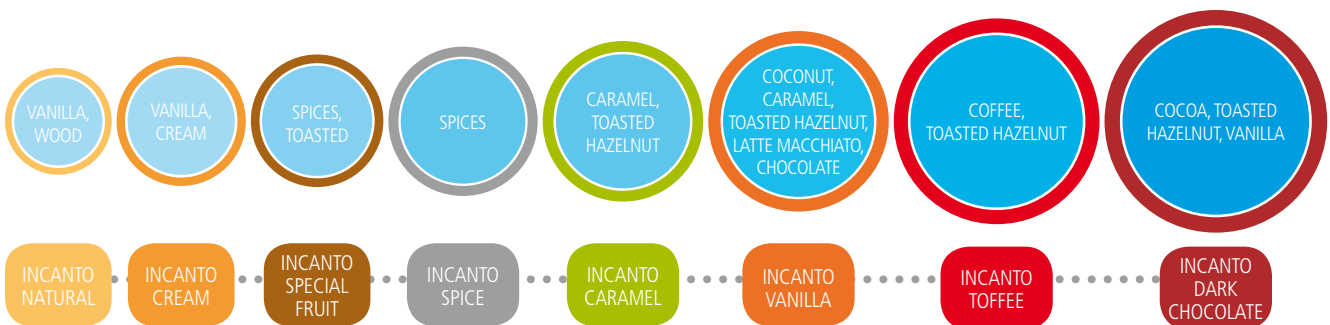 VANILLA,
WOOD
VANILLA,
CREAM
SPICES,
TOASTED
SPICES
CARAMEL,
TOASTED
HAZELNUT
COCONUT,
CARAMEL,
TOASTED HAZELNUT,
LATTE MACCHIATO,
CHOCOLATE
COFFEE,
TOASTED HAZELNUT
COCOA, TOASTED
HAZELNUT, VANILLA
INCANTO
NATURAL
INCANTO
CREAM
INCANTO
SPECIAL
FRUIT
INCANTO
SPICE
INCANTO
CARAMEL
INCANTO
VANILLA
INCANTO
TOFFEE
INCANTO
DARK
CHOCOLATE